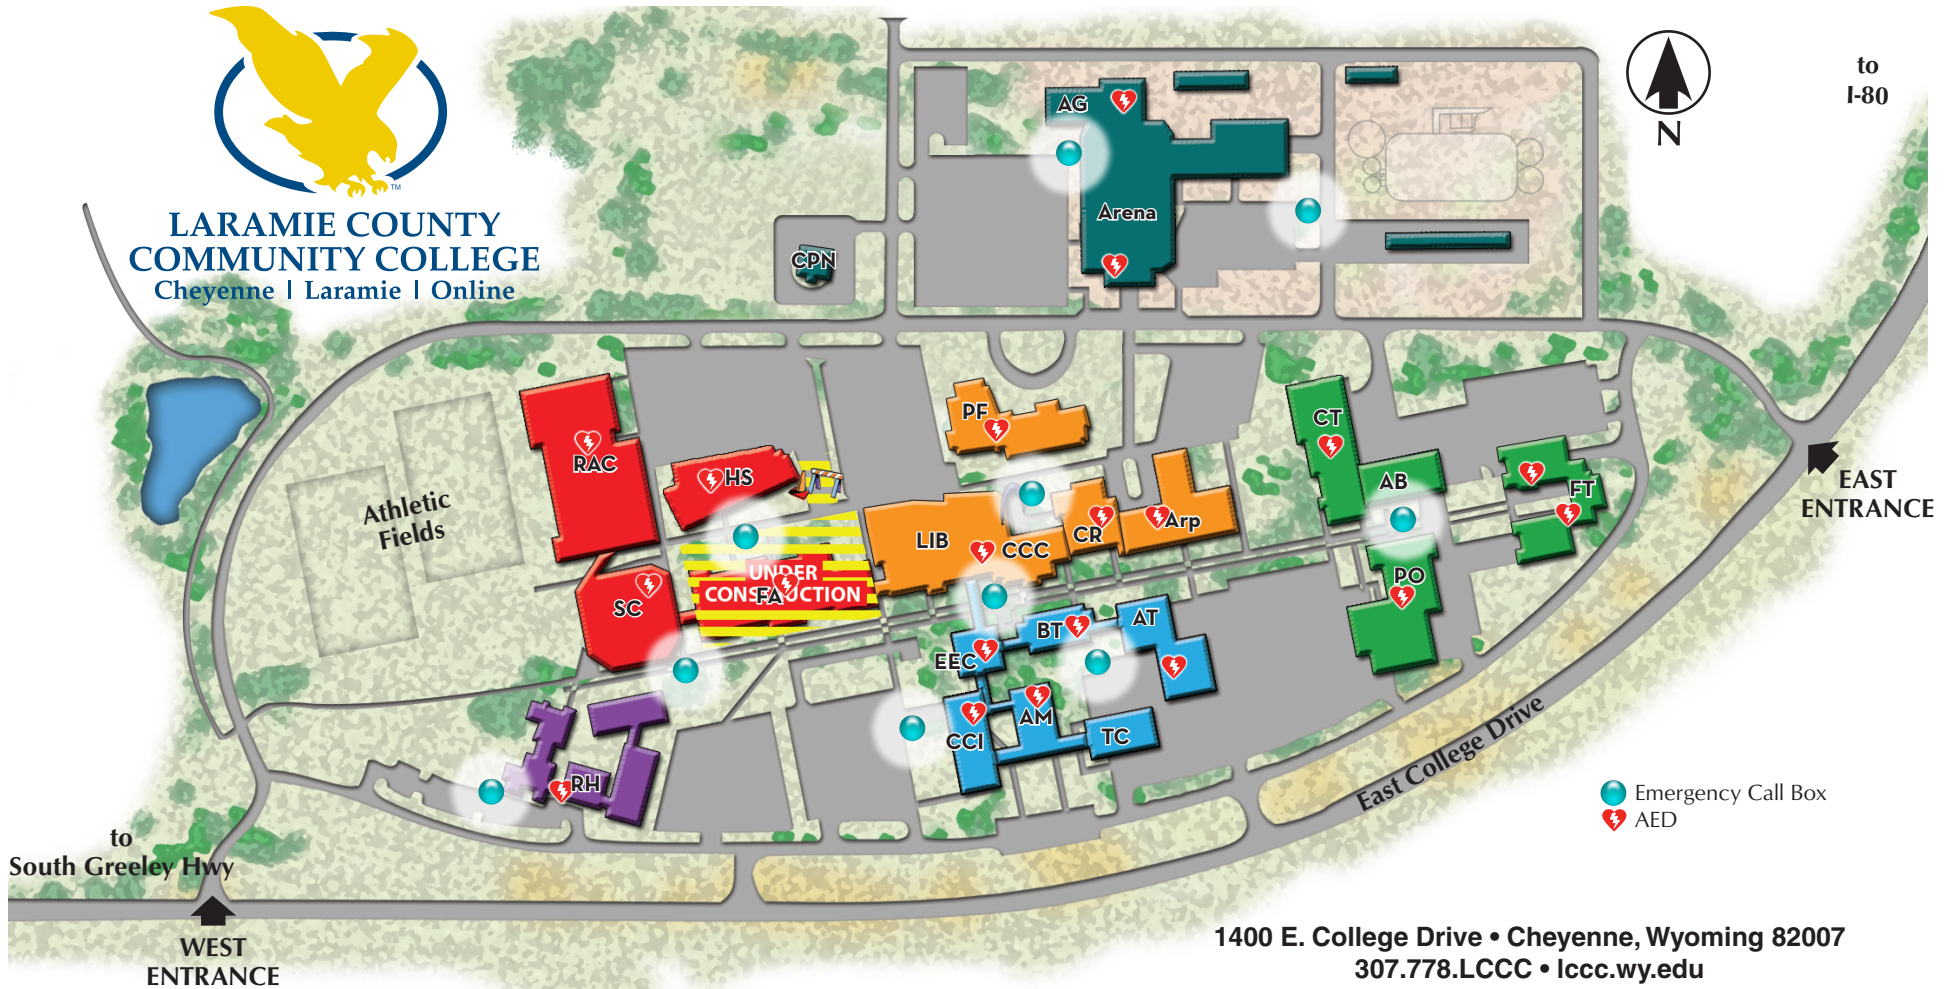 LARAMIE COUNTY
COMMUNITY COLLEGE
Cheyenne | Laramie | Online
TM
N
to
I-80
AG
Arena
CPN
PF
CT
RAC
HS
AB
FT
Athletic
Fields
EAST
ENTRANCE
LIB
CCC
CR
Arp
UNDER
CONSTRUCTION
FA
SC
PO
BT
AT
EEC
AM
CCI
TC
RH
East College Drive
Emergency Call Box
AED
to
South Greeley Hwy
WEST
ENTRANCE
1400 E. College Drive • Cheyenne, Wyoming 82007
307.778.LCCC • lccc.wy.edu